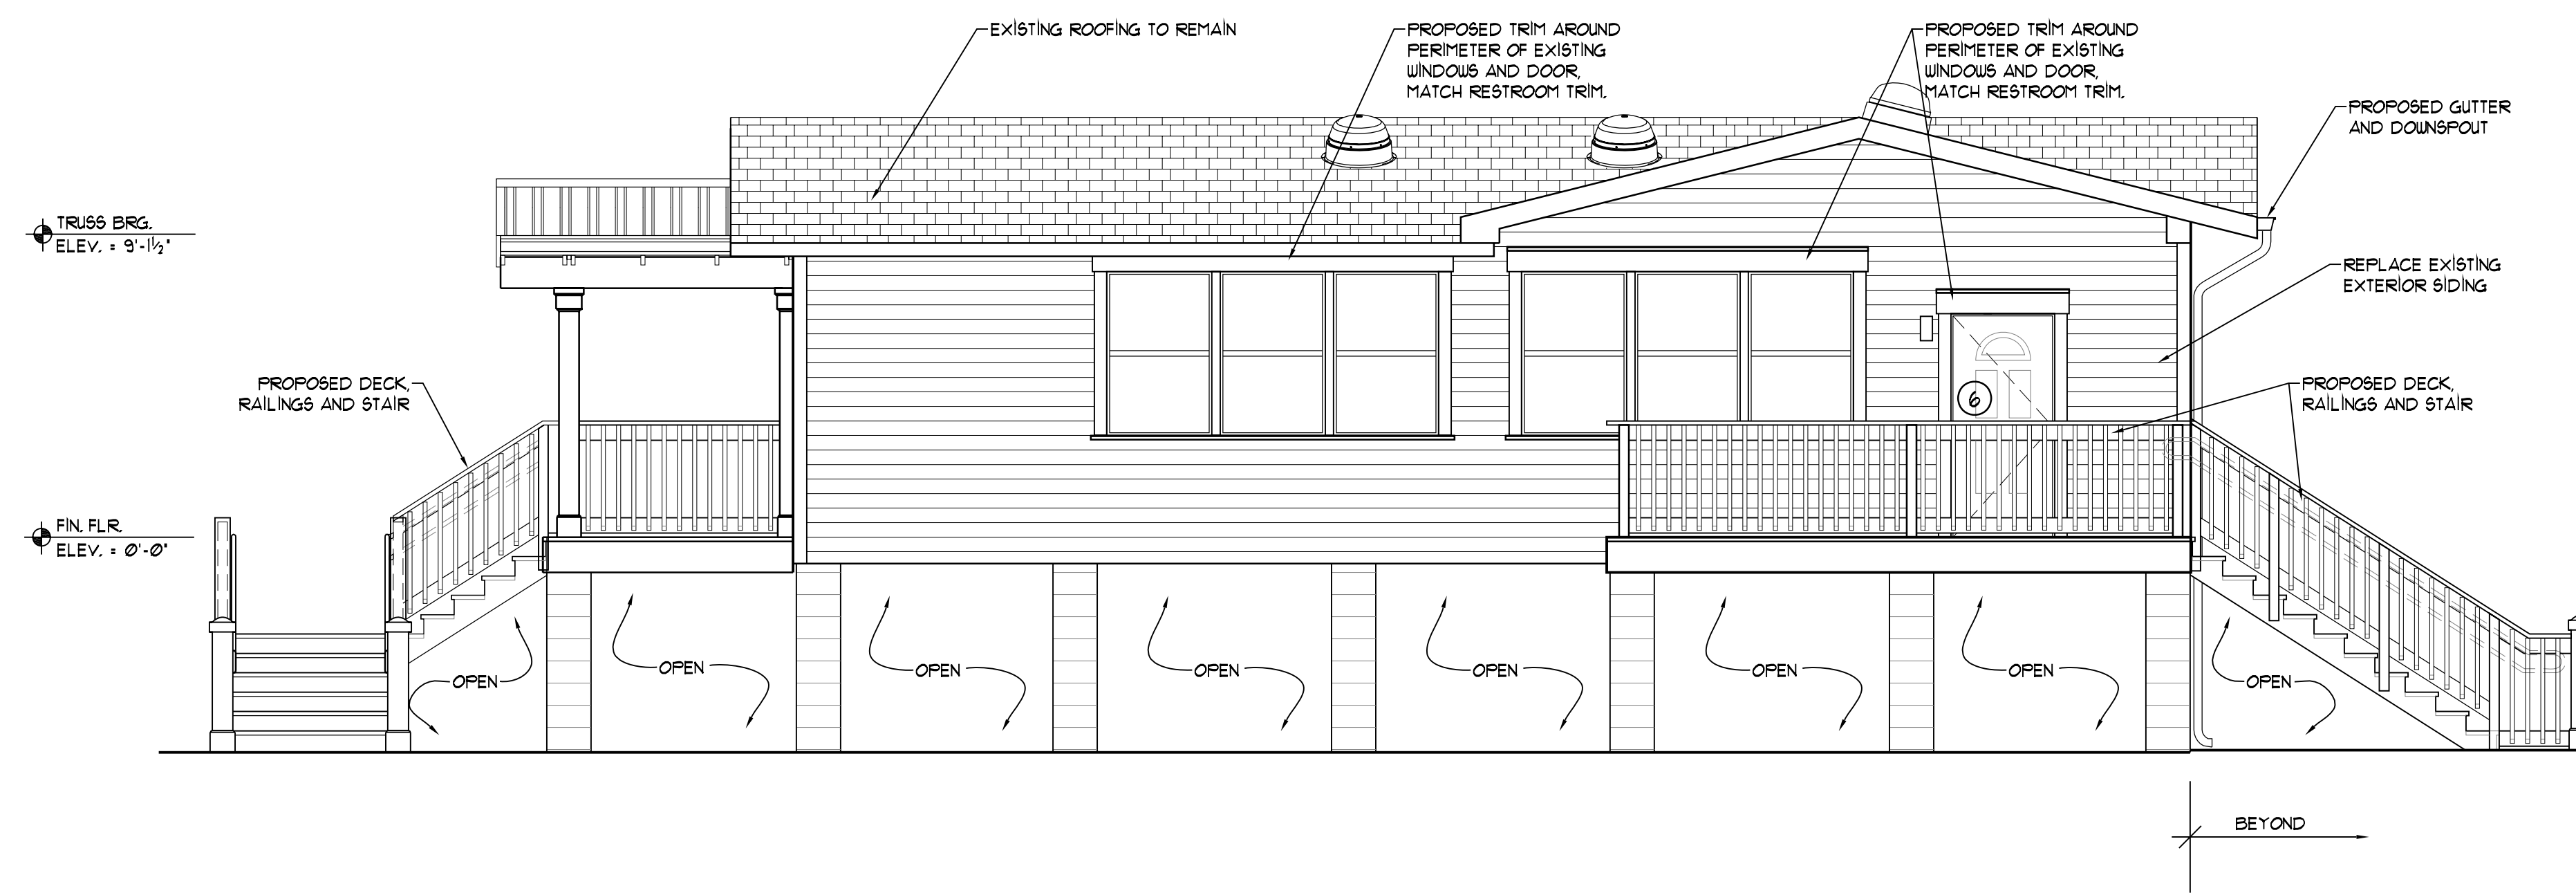 EXISTING ROOFING TO REMAIN
PROPOSED TRIM AROUND
PERIMETER OF EXISTING
WINDOWS AND DOOR,
MATCH RESTROOM TRIM.
PROPOSED TRIM AROUND
PERIMETER OF EXISTING
WINDOWS AND DOOR,
MATCH RESTROOM TRIM.
PROPOSED GUTTER
AND DOWNSPOUT
TRUSS BRG.
ELEV. = 9'-1½"
REPLACE EXISTING
EXTERIOR SIDING
PROPOSED DECK,
RAILINGS AND STAIR
6
PROPOSED DECK,
RAILINGS AND STAIR
FIN. FLR.
ELEV. = 0'-0"
OPEN
OPEN
OPEN
OPEN
OPEN
OPEN
OPEN
OPEN
BEYOND